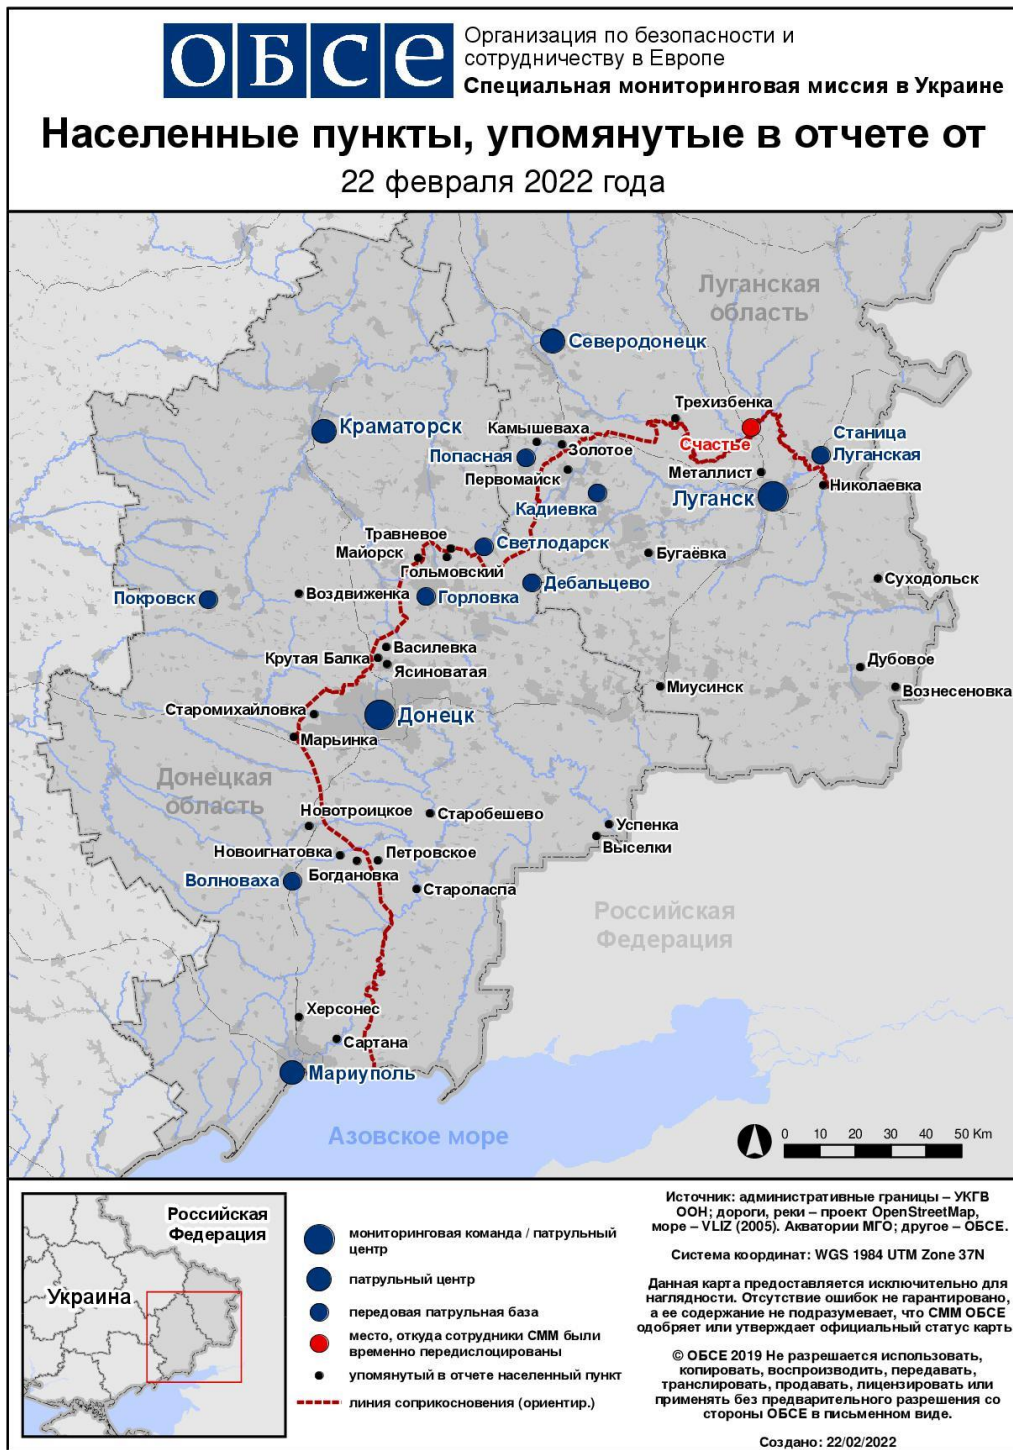 ОБСЕ
Организация по безопасности и
сотрудничеству в Европе
Специальная мониторинговая миссия в Украине
Населенные пункты, упомянутые в отчете от
22 февраля 2022 года
Луганская
область
Северодонецк
Трехизбенка
Краматорск
Камышеваха
Счастье
Станица
Луганская
Золотое
Попасная
Первомайск
Металлист
Николаевка
Луганск
Кадиевка
Травневое
Светлодарск
Майорск
Бугаёвка
Гольмовский
Дебальцево
Суходольск
Покровск
Воздвиженка
Горловка
Василевка
Крутая Балка
Ясиноватая
Дубовое
Миусинск
Вознесеновка
Старомихайловка
Донецк
Марьинка
Донецкая
область
Новотроицкое
Старобешево
Успенка
Выселки
Новоигнатовка
Петровское
Богдановка
Волноваха
Староласпа
Российская
Федерация
Херсонес
Сартана
Мариуполь
Азовское море
0 10 20 30 40 50 Km
Российская
Федерация
Украина
мониторинговая команда / патрульный
центр
патрульный центр
передовая патрульная база
место, откуда сотрудники СММ были
временно передислоцированы
упомянутый в отчете населенный пункт
линия соприкосновения (ориентир.)
Источник: административные границы – УКГВ
ООН; дороги, реки – проект OpenStreetMap,
море – VLIZ (2005). Акватории МГО; другое – ОБСЕ.
Система координат: WGS 1984 UTM Zone 37N
Данная карта предоставляется исключительно для
наглядности. Отсутствие ошибок не гарантировано,
а ее содержание не подразумевает, что СММ ОБСЕ
одобряет или утверждает официальный статус карты
© ОБСЕ 2019 Не разрешается использовать,
копировать, воспроизводить, передавать,
транслировать, продавать, лицензировать или
применять без предварительного разрешения со
стороны ОБСЕ в письменном виде.
Создано: 22/02/2022